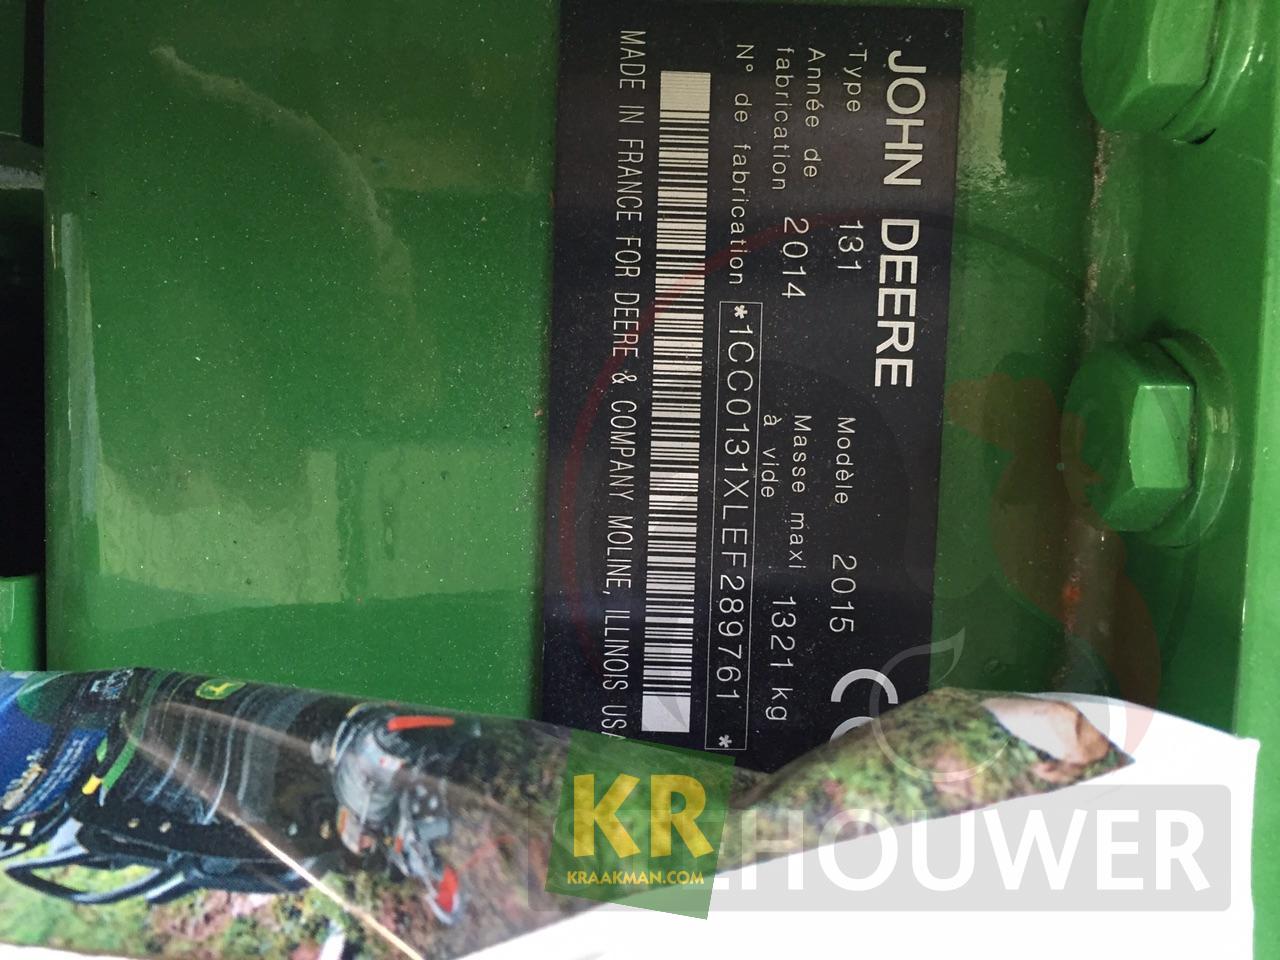 JOHN DEERE
Type 131 Modèle 2015
Année de fabrication 2014 Masse maxi à vide 1321 kg
N° de fabrication *1CC0131XLEF289761*
MADE IN FRANCE FOR DEERE & COMPANY MOLINE, ILLINOIS USA
KR
KRAAKMAN.COM
HOUWER